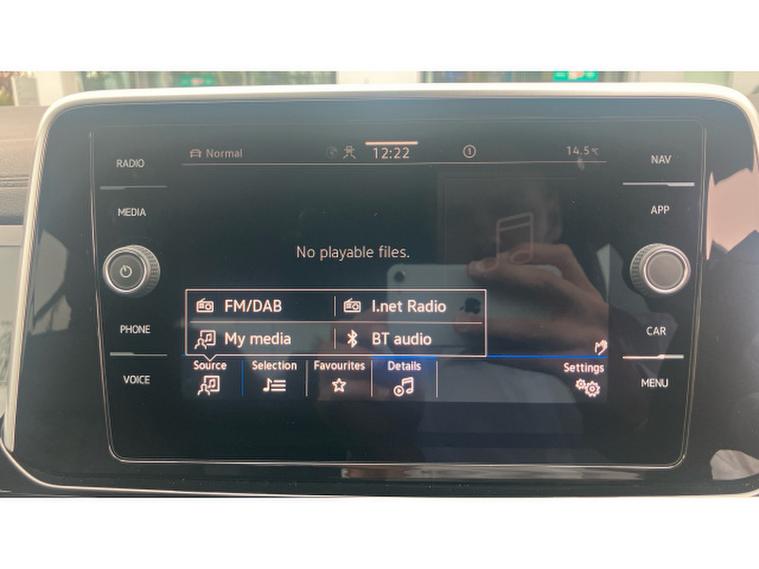 RADIO
MEDIA
PHONE
VOICE
Normal 12:22 1 14.5 °C
No playable files.
FM/DAB I.net Radio
My media BT audio
Source Selection Favourites Details Settings
NAV
APP
CAR
MENU